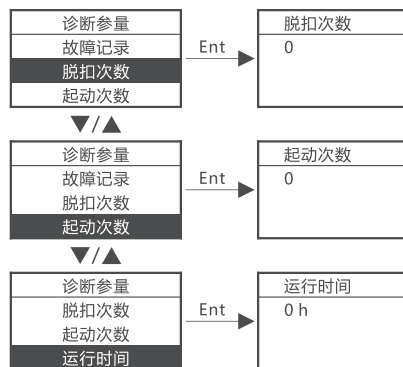 诊断参量
故障记录
脱扣次数
起动次数
Ent
脱扣次数
0
▼/▲
诊断参量
故障记录
脱扣次数
起动次数
Ent
起动次数
0
▼/▲
诊断参量
脱扣次数
起动次数
运行时间
Ent
运行时间
0 h